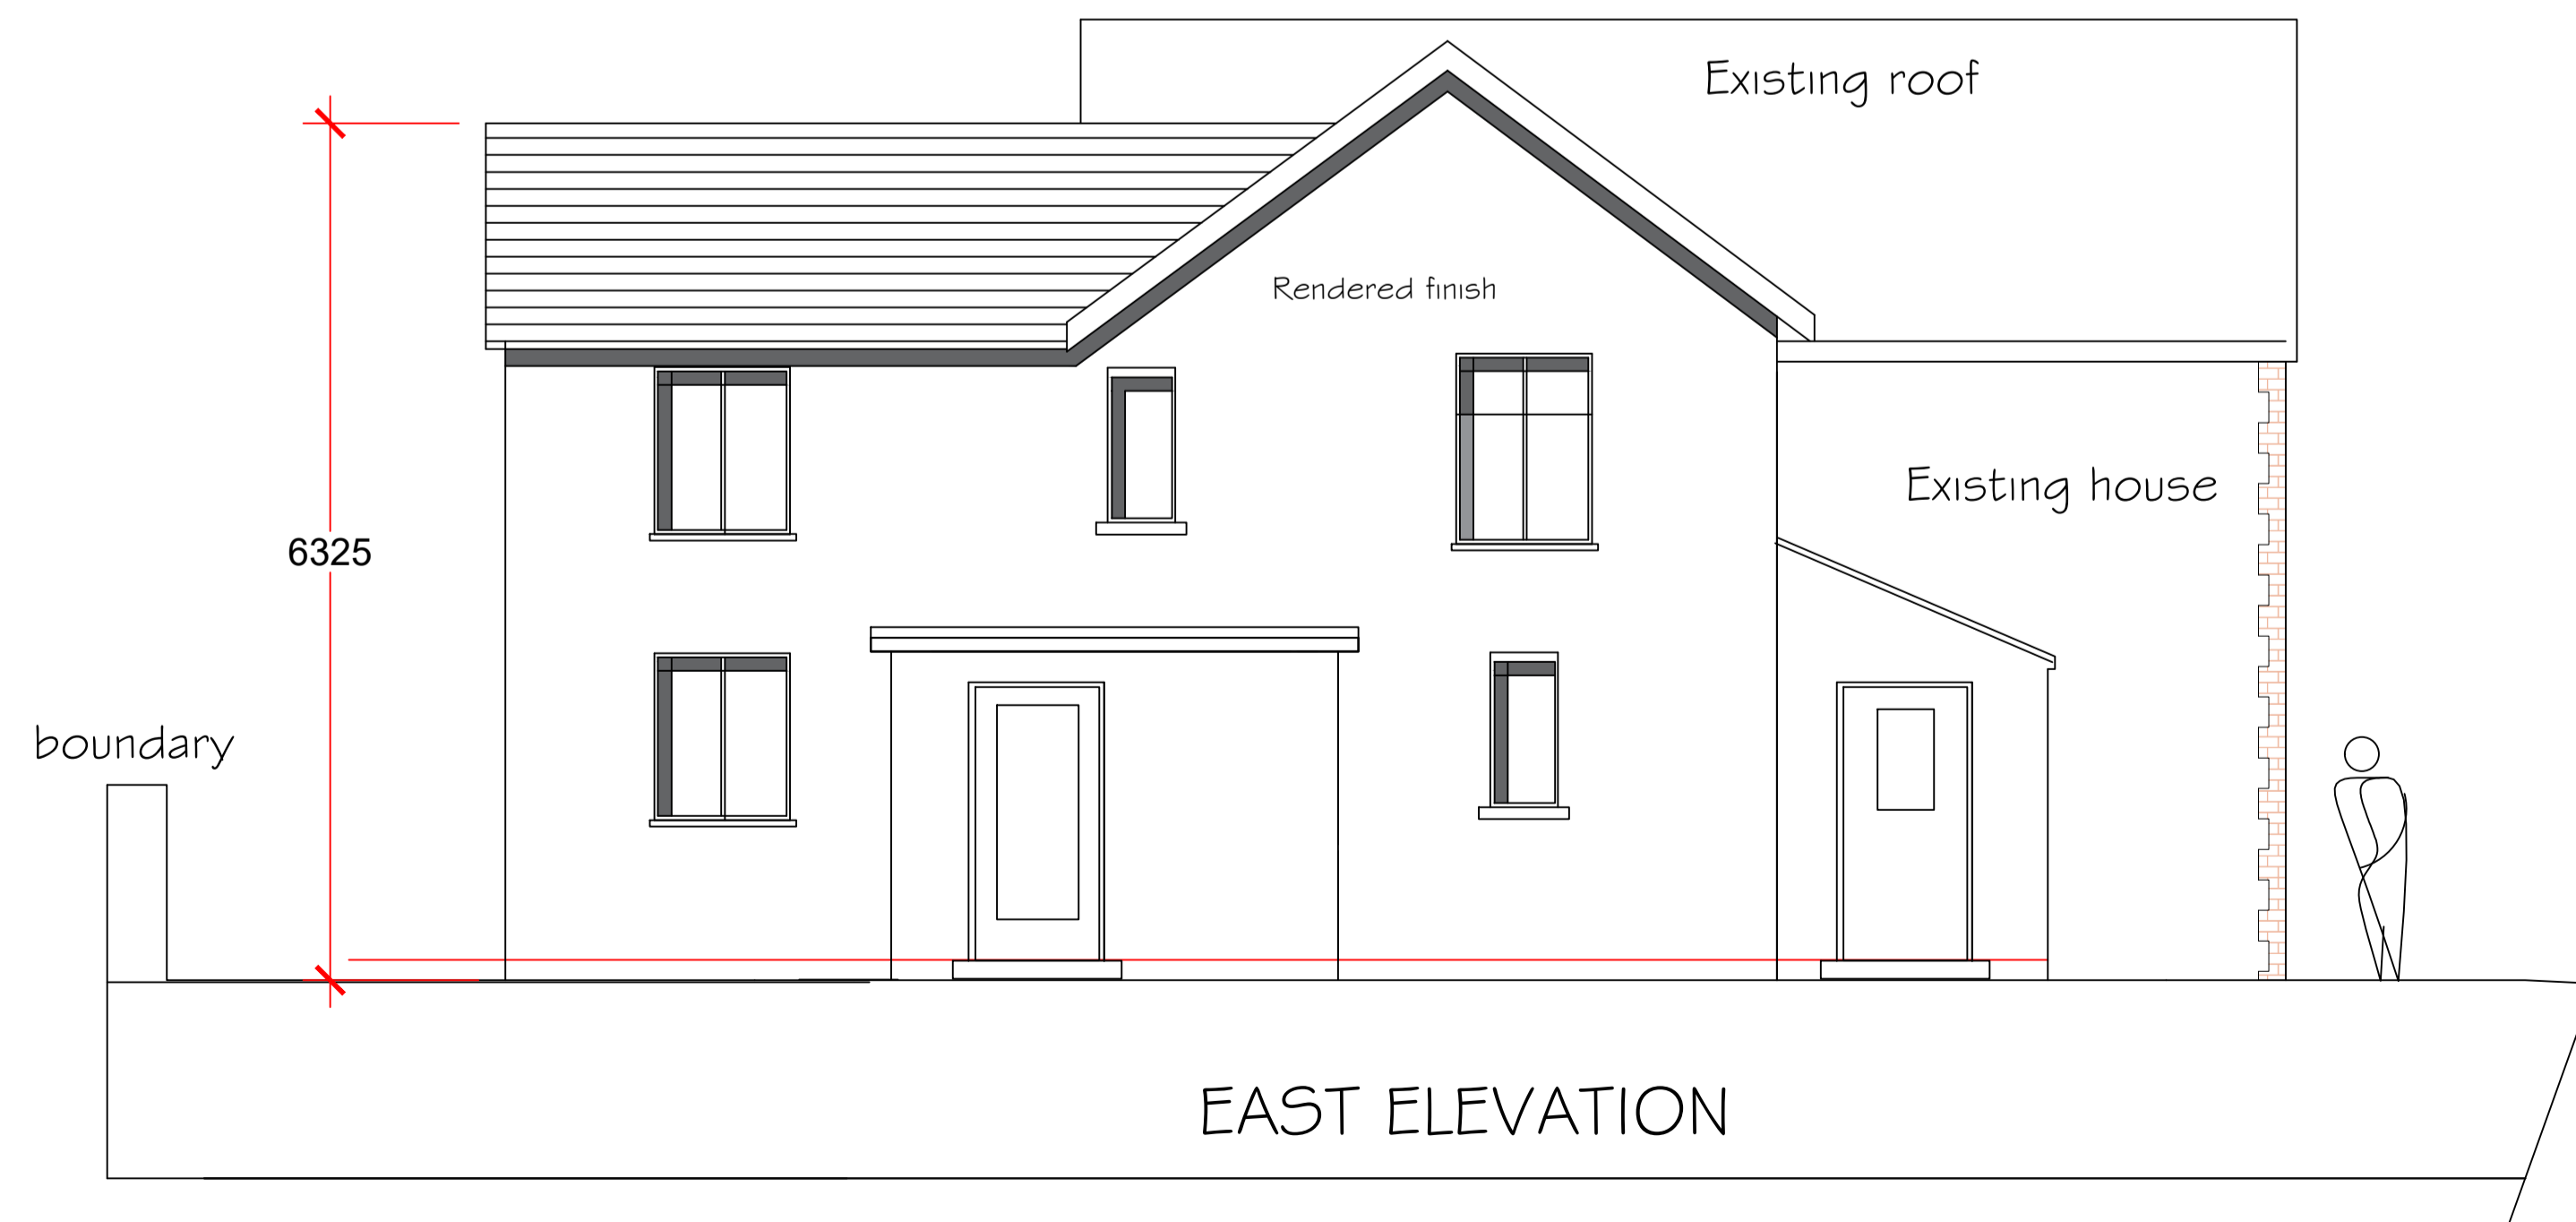 Existing roof
Rendered finish
Existing house
6325
boundary
EAST ELEVATION